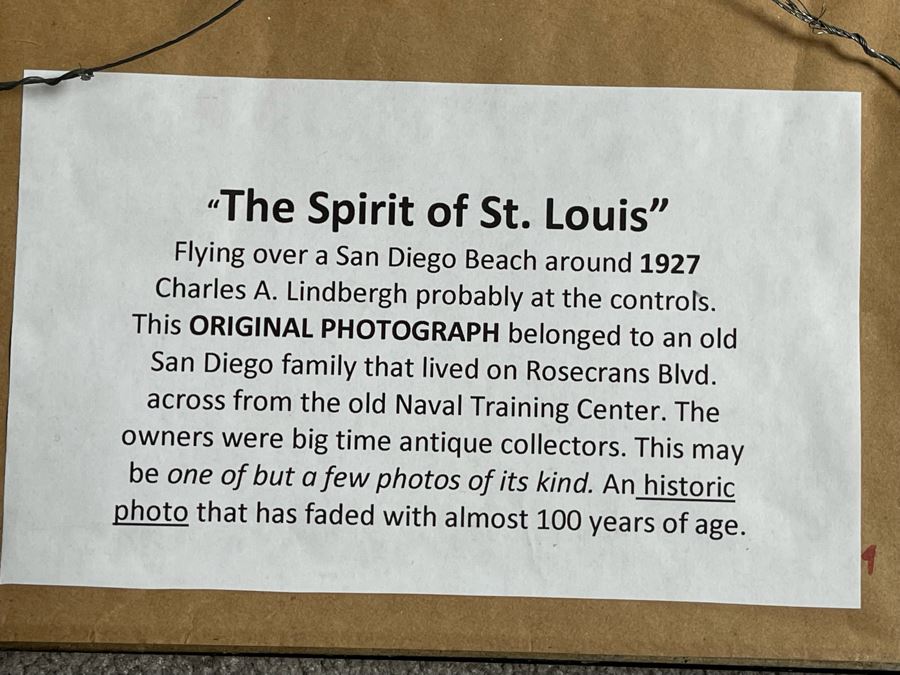 “The Spirit of St. Louis”
Flying over a San Diego Beach around 1927
Charles A. Lindbergh probably at the controls.
This ORIGINAL PHOTOGRAPH belonged to an old
San Diego family that lived on Rosecrans Blvd.
across from the old Naval Training Center. The
owners were big time antique collectors. This may
be one of but a few photos of its kind. An historic
photo that has faded with almost 100 years of age.